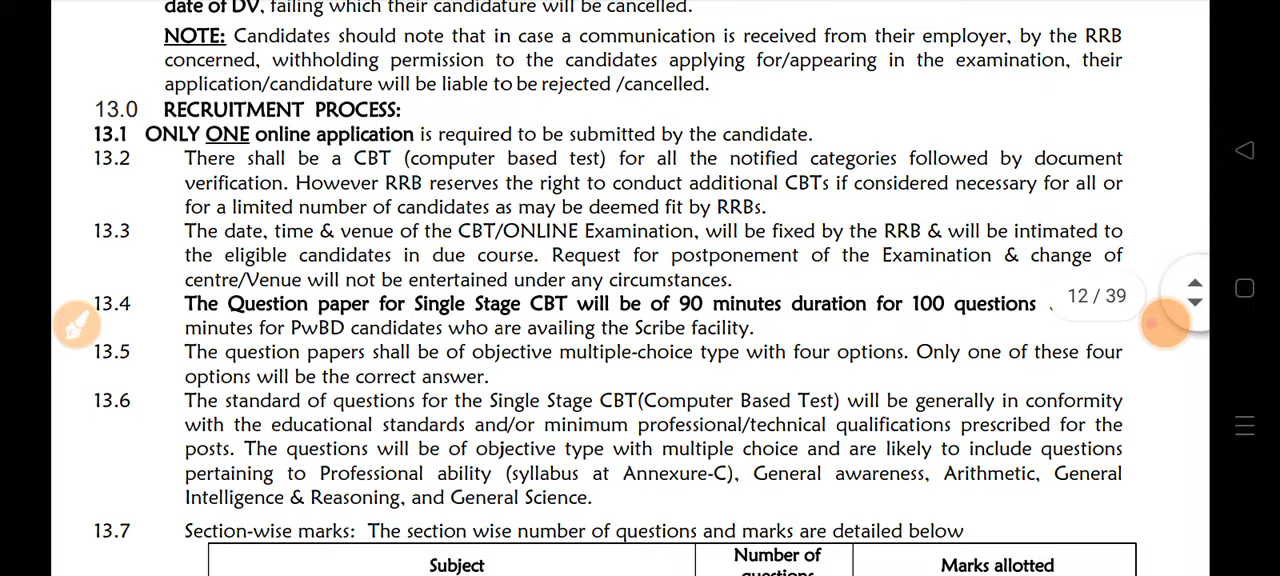 date of DV, failing which their candidature will be cancelled.
NOTE: Candidates should note that in case a communication is received from their employer, by the RRB
concerned, withholding permission to the candidates applying for/appearing in the examination, their
application/candidature will be liable to be rejected /cancelled.
13.0 RECRUITMENT PROCESS:
13.1 ONLY ONE online application is required to be submitted by the candidate.
13.2 There shall be a CBT (computer based test) for all the notified categories followed by document
verification. However RRB reserves the right to conduct additional CBTs if considered necessary for all or
for a limited number of candidates as may be deemed fit by RRBs.
13.3 The date, time & venue of the CBT/ONLINE Examination, will be fixed by the RRB & will be intimated to
the eligible candidates in due course. Request for postponement of the Examination & change of
centre/Venue will not be entertained under any circumstances.
13.4 The Question paper for Single Stage CBT will be of 90 minutes duration for 100 questions
12 / 39
minutes for PwBD candidates who are availing the Scribe facility.
13.5 The question papers shall be of objective multiple-choice type with four options. Only one of these four
options will be the correct answer.
13.6 The standard of questions for the Single Stage CBT(Computer Based Test) will be generally in conformity
with the educational standards and/or minimum professional/technical qualifications prescribed for the
posts. The questions will be of objective type with multiple choice and are likely to include questions
pertaining to Professional ability (syllabus at Annexure-C), General awareness, Arithmetic, General
Intelligence & Reasoning, and General Science.
13.7 Section-wise marks: The section wise number of questions and marks are detailed below
Subject Number of Marks allotted
questions